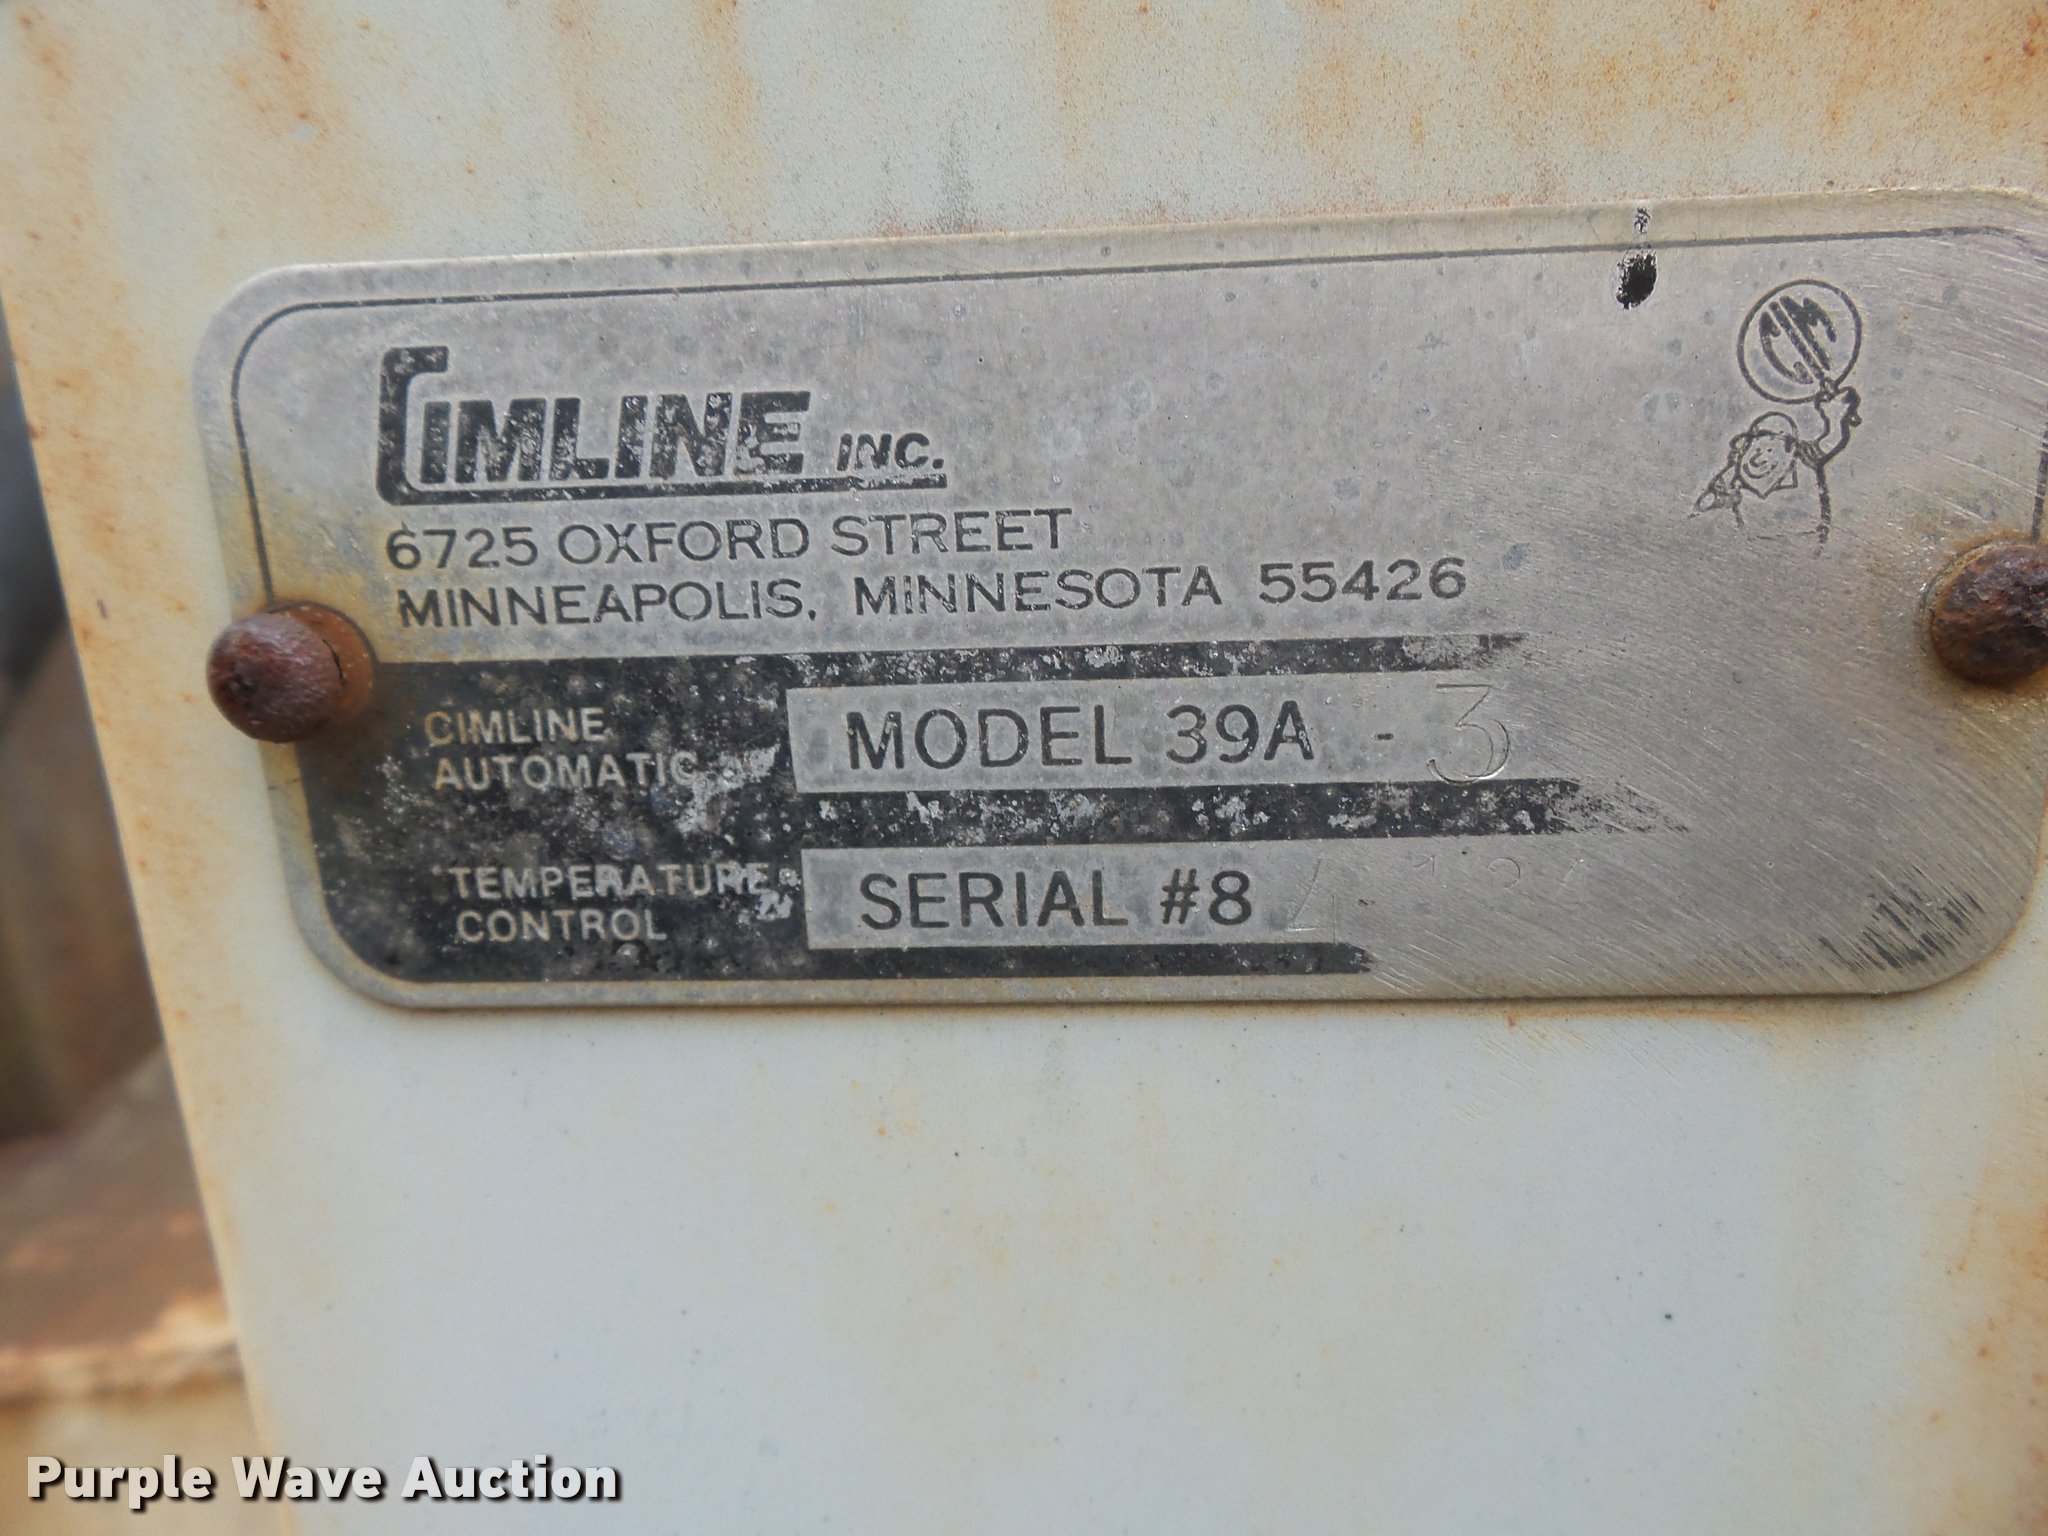 CIMLINE INC.
6725 OXFORD STREET
MINNEAPOLIS, MINNESOTA 55426
CIMLINE
AUTOMATIC
MODEL 39A - 3
TEMPERATURE
CONTROL
SERIAL #8
Purple Wave Auction